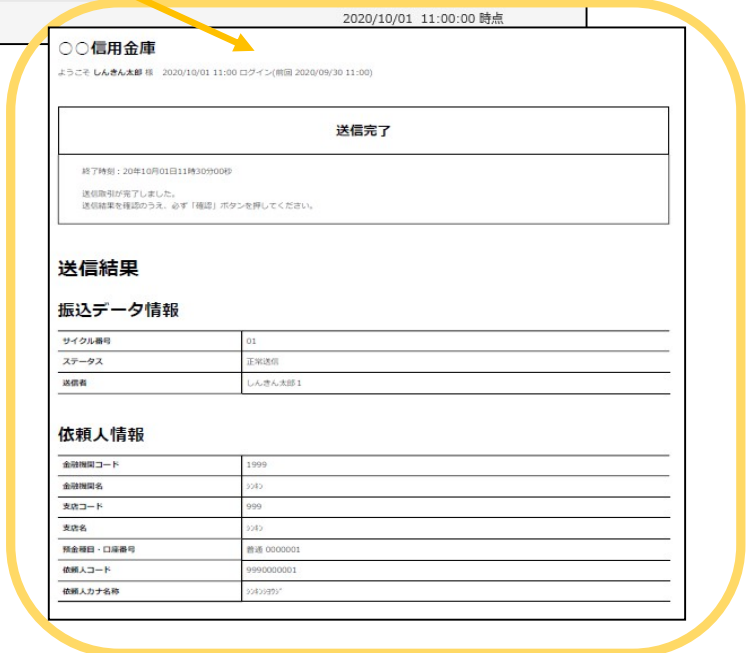 2020/10/01 11:00:00 時点
○○信用金庫
ようこそ しんきん太郎 様 2020/10/01 11:00 ログイン(前回 2020/09/30 11:00)
送信完了
終了時刻：20年10月01日11時30分00秒
送信取引が完了しました。
送信結果を確認のうえ、必ず「確認」ボタンを押してください。
送信結果
振込データ情報
サイクル番号 01
ステータス 正常送信
送信者 しんきん太郎１
依頼人情報
金融機関コード 1999
金融機関名 ｼﾝｷﾝ
支店コード 999
支店名 ｼﾝｷﾝ
預金種目・口座番号 普通 0000001
依頼人コード 9990000001
依頼人カナ名称